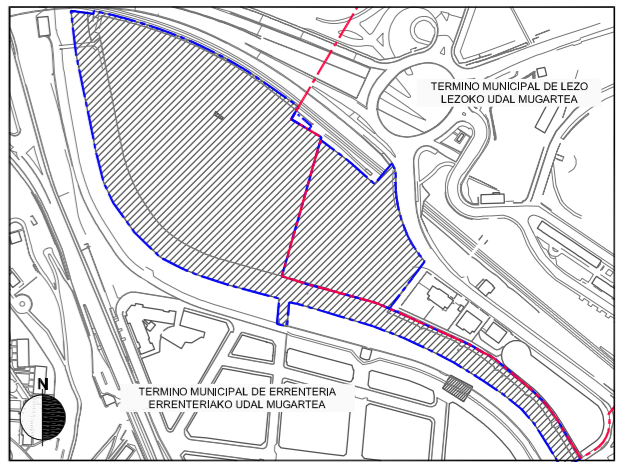 TERMINO MUNICIPAL DE LEZO
LEZOKO UDAL MUGARTEA
TERMINO MUNICIPAL DE ERRENTERIA
ERRENTERIAKO UDAL MUGARTEA
N